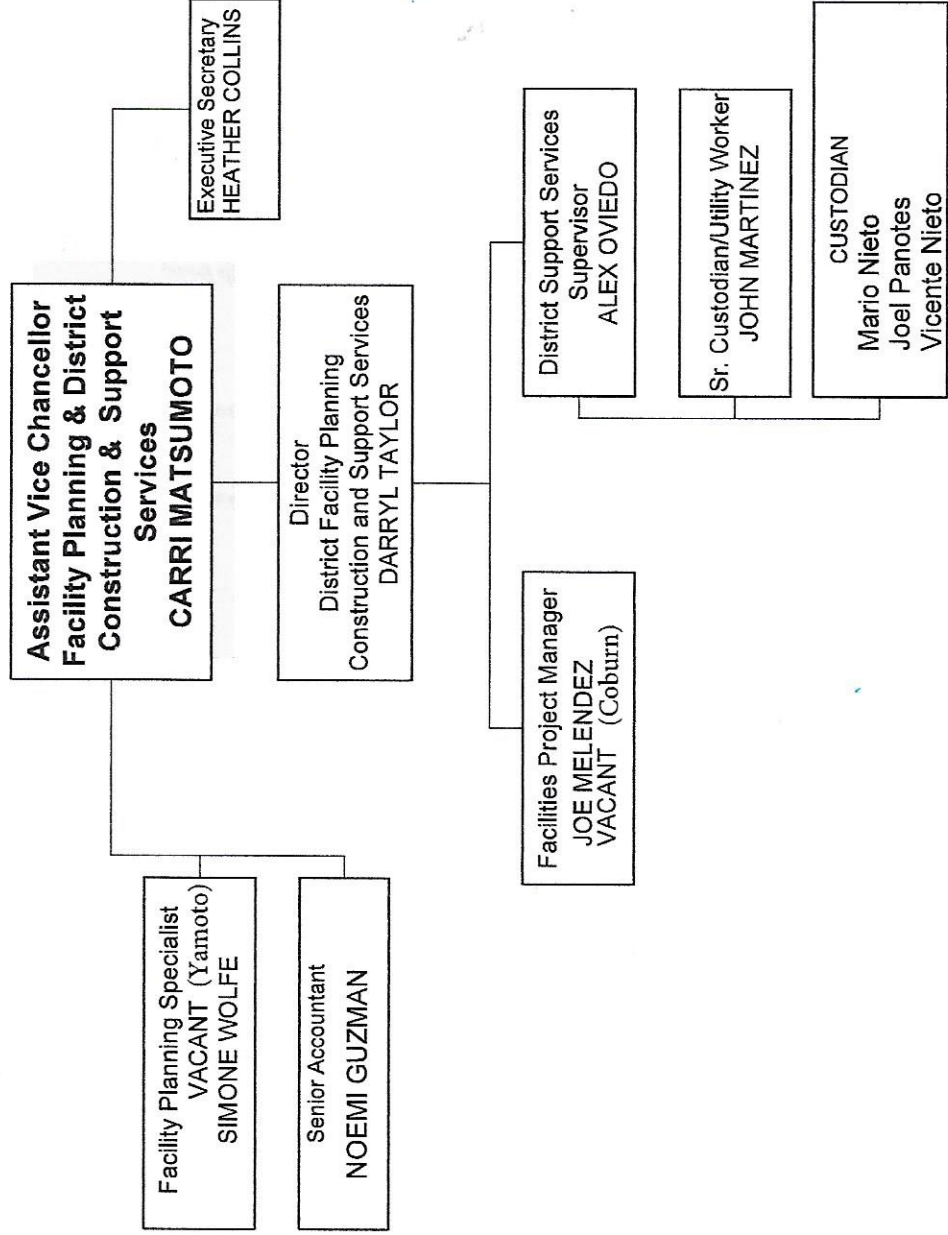 Assistant Vice Chancellor
Facility Planning & District
Construction & Support
Services
CARRI MATSUMOTO
Executive Secretary
HEATHER COLLINS
Facility Planning Specialist
VACANT (Yamoto)
SIMONE WOLFE
Senior Accountant
NOEMI GUZMAN
Director
District Facility Planning
Construction and Support Services
DARRYL TAYLOR
Facilities Project Manager
JOE MELENDEZ
VACANT (Coburn)
District Support Services
Supervisor
ALEX OVIEDO
Sr. Custodian/Utility Worker
JOHN MARTINEZ
CUSTODIAN
Mario Nieto
Joel Panotes
Vicente Nieto